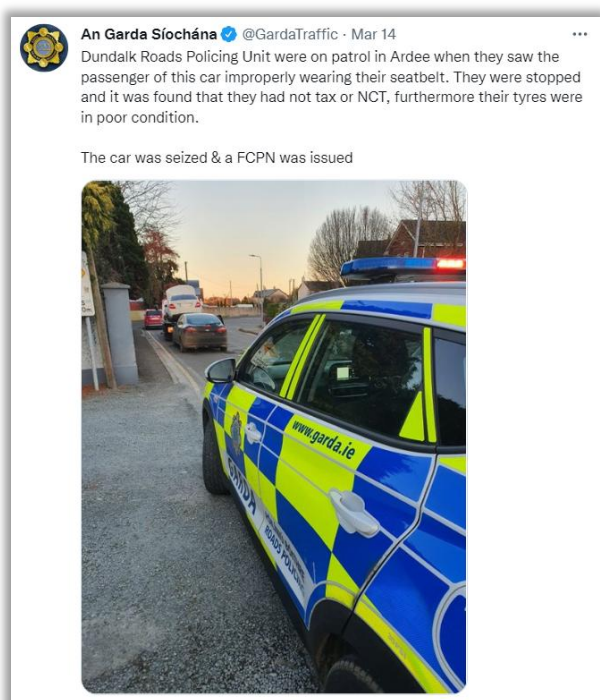 An Garda Síochána @GardaTraffic · Mar 14
Dundalk Roads Policing Unit were on patrol in Ardee when they saw the
passenger of this car improperly wearing their seatbelt. They were stopped
and it was found that they had not tax or NCT, furthermore their tyres were
in poor condition.
The car was seized & a FCPN was issued
www.garda.ie
GARDA
ROADS POLICING